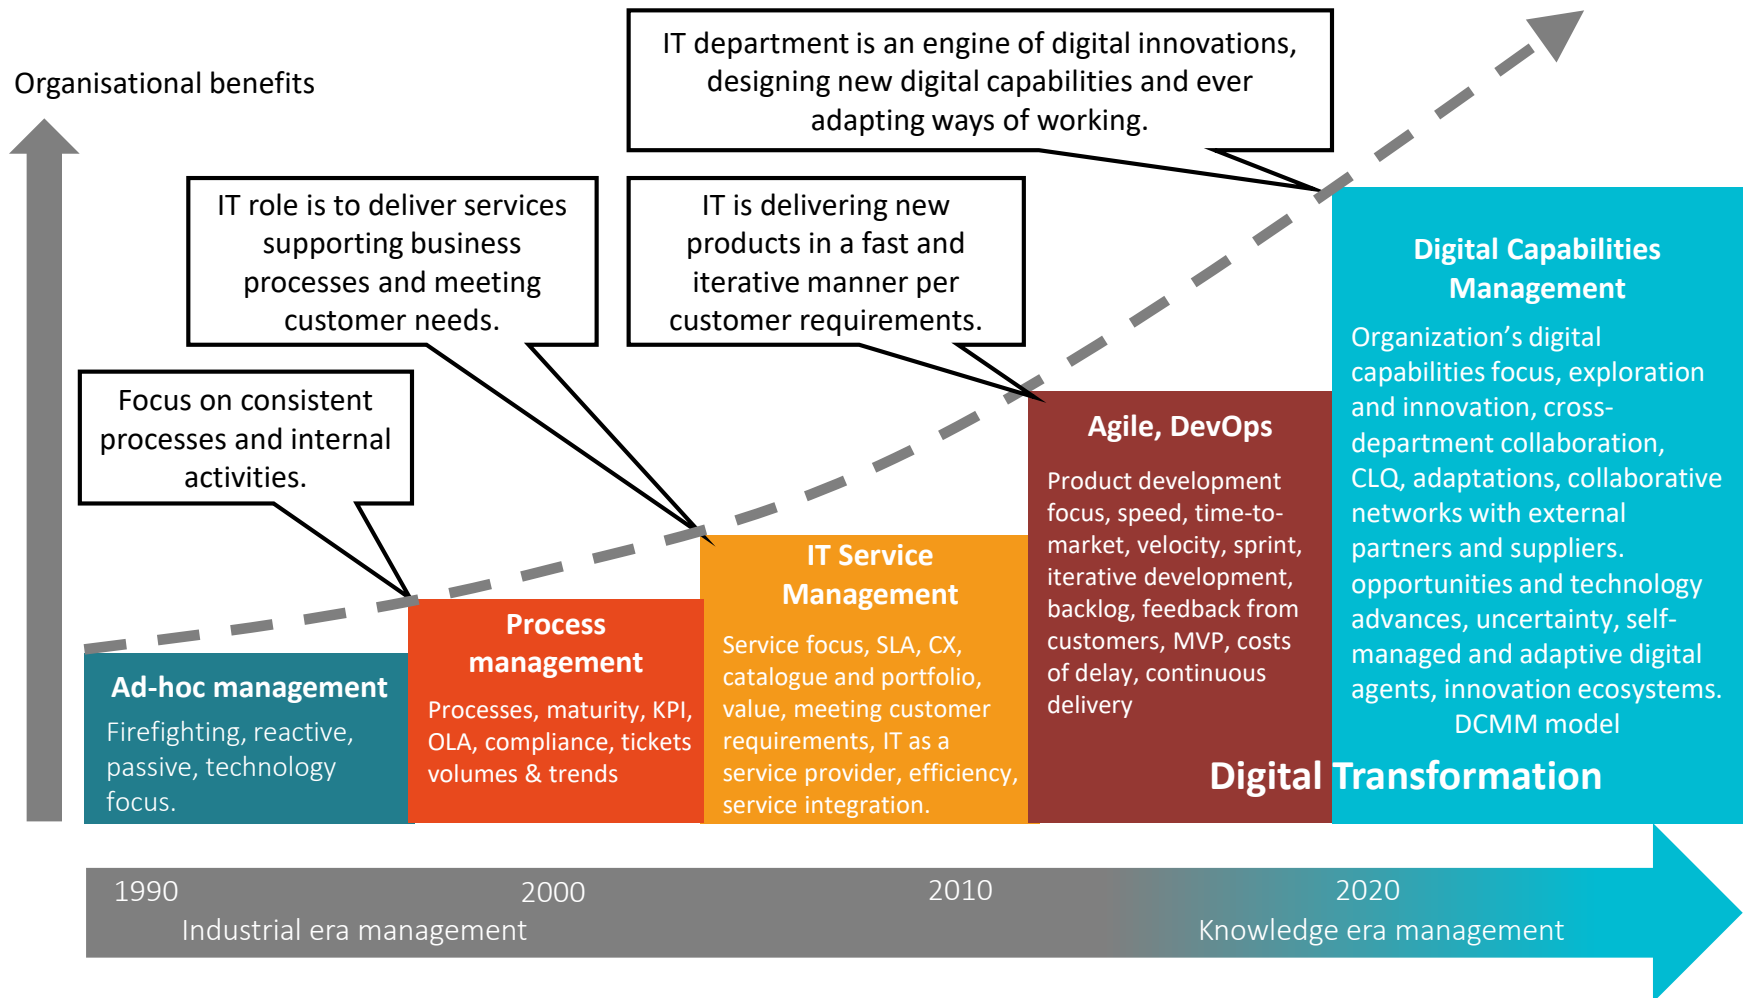 Organisational benefits
IT department is an engine of digital innovations,
designing new digital capabilities and ever
adapting ways of working.
IT role is to deliver services
supporting business
processes and meeting
customer needs.
IT is delivering new
products in a fast and
iterative manner per
customer requirements.
Focus on consistent
processes and internal
activities.
Ad-hoc management
Firefighting, reactive,
passive, technology
focus.
Process
management
Processes, maturity, KPI,
OLA, compliance, tickets
volumes & trends
IT Service
Management
Service focus, SLA, CX,
catalogue and portfolio,
value, meeting customer
requirements, IT as a
service provider, efficiency,
service integration.
Agile, DevOps
Product development
focus, speed, time-to-
market, velocity, sprint,
iterative development,
backlog, feedback from
customers, MVP, costs
of delay, continuous
delivery
Digital Capabilities
Management
Organization’s digital
capabilities focus, exploration
and innovation, cross-
department collaboration,
CLQ, adaptations, collaborative
networks with external
partners and suppliers.
opportunities and technology
advances, uncertainty, self-
managed and adaptive digital
agents, innovation ecosystems.
DCMM model
Digital Transformation
1990
2000
2010
2020
Industrial era management
Knowledge era management